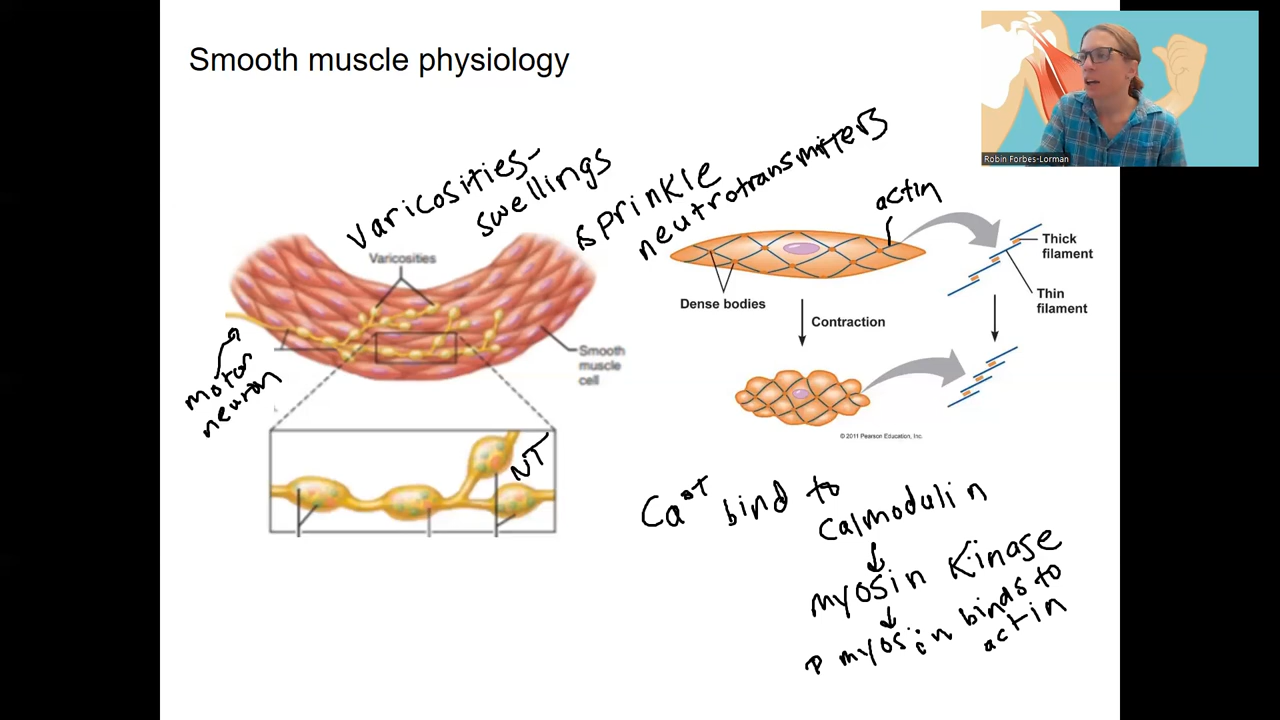 Smooth muscle physiology
Robin Forbes-Lorman
varicosities-
swellings
sprinkle
neutrotransmitters
actin
Varicosities
Thick
filament
Thin
filament
Dense bodies
Contraction
motor
neuron
Smooth
muscle
cell
© 2011 Pearson Education, Inc.
NT
Ca bind to
calmodulin
myosin kinase
P myosin binds to
actin